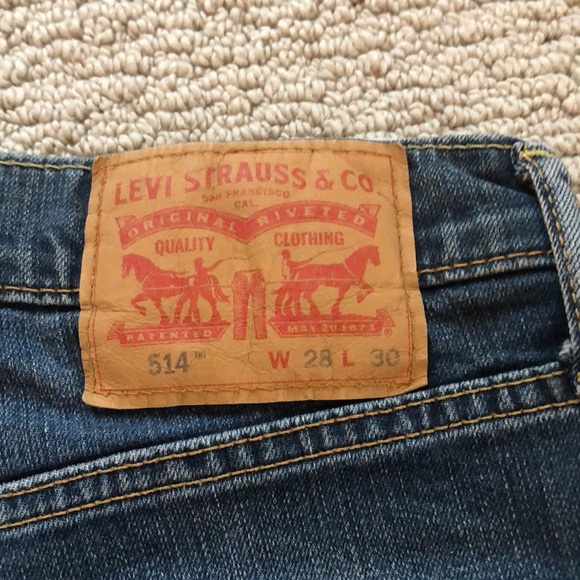 LEVI STRAUSS & CO.
SAN FRANCISCO
CAL.
ORIGINAL RIVETED
QUALITY CLOTHING
PATENTED MAY 20 1873 ®
514™ W 28 L 30